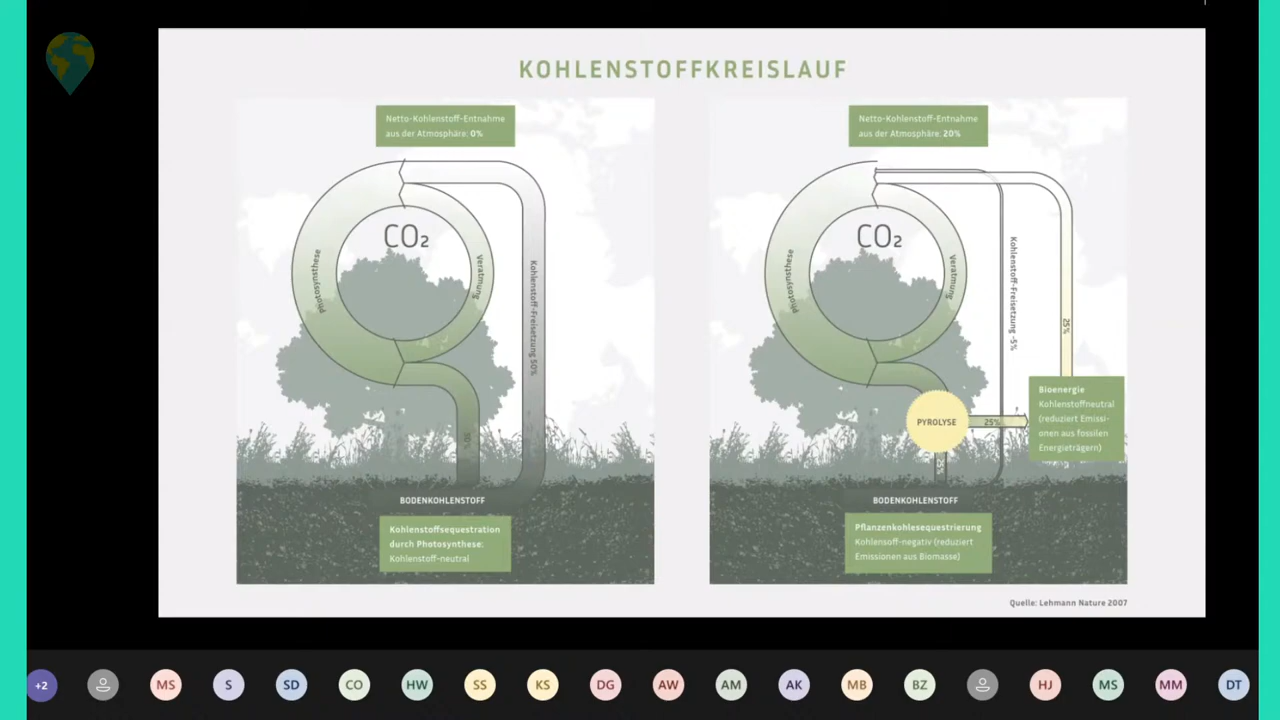 KOHLENSTOFFKREISLAUF
Netto-Kohlenstoff-Entnahme
aus der Atmosphäre: 0%
CO₂
Photosynthese
Veratmung
Kohlenstoff-Freisetzung 50%
BODENKOHLENSTOFF
Kohlenstoffsequestration
durch Photosynthese:
Kohlenstoff-neutral
Netto-Kohlenstoff-Entnahme
aus der Atmosphäre: 20%
CO₂
Photosynthese
Veratmung
Kohlenstoff-Freisetzung -5%
25%
PYROLYSE
25%
Bioenergie
Kohlenstoffneutral
(reduziert Emissi-
onen aus fossilen
Energieträgern)
25%
BODENKOHLENSTOFF
Pflanzenkohlesequestrierung
Kohlensoff-negativ (reduziert
Emissionen aus Biomasse)
Quelle: Lehmann Nature 2007
+2
MS
S
SD
CO
HW
SS
KS
DG
AW
AM
AK
MB
BZ
HJ
MS
MM
DT